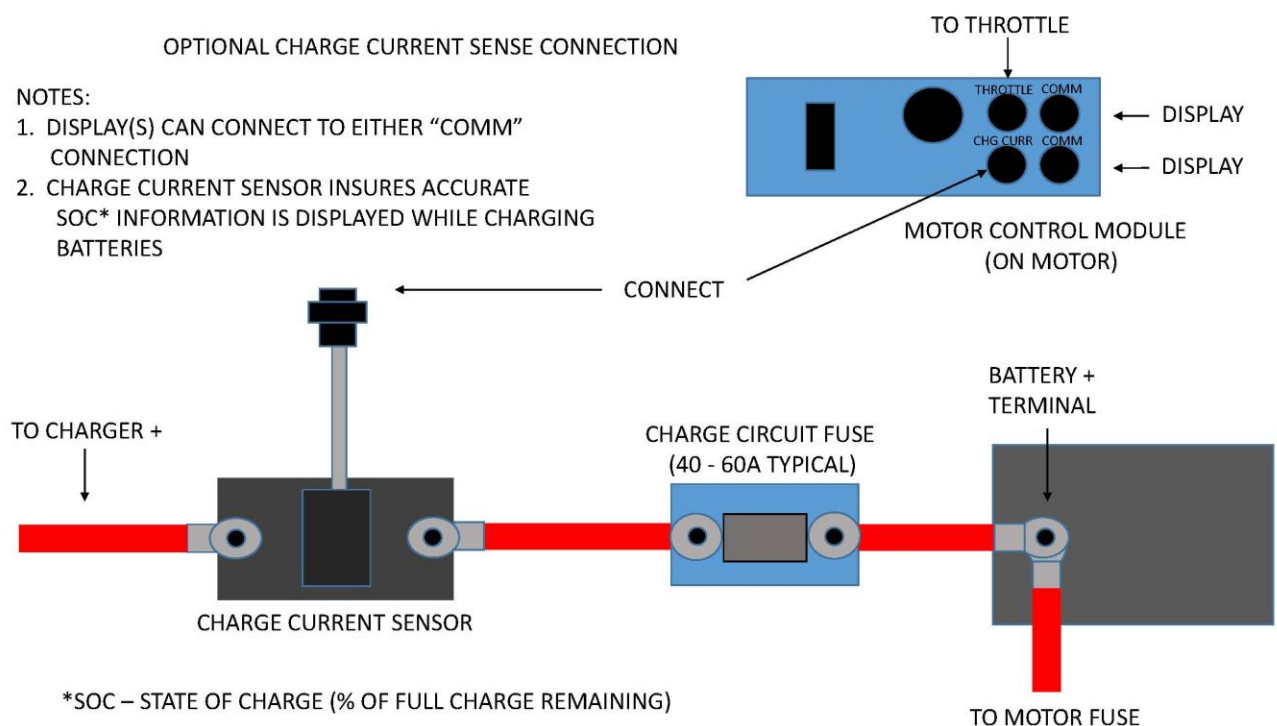 OPTIONAL CHARGE CURRENT SENSE CONNECTION
NOTES:
1. DISPLAY(S) CAN CONNECT TO EITHER “COMM”
CONNECTION
2. CHARGE CURRENT SENSOR INSURES ACCURATE
SOC* INFORMATION IS DISPLAYED WHILE CHARGING
BATTERIES
TO THROTTLE
THROTTLE COMM
DISPLAY
CHG CURR COMM
DISPLAY
MOTOR CONTROL MODULE
(ON MOTOR)
CONNECT
TO CHARGER +
CHARGE CURRENT SENSOR
CHARGE CIRCUIT FUSE
(40 - 60A TYPICAL)
BATTERY +
TERMINAL
*SOC – STATE OF CHARGE (% OF FULL CHARGE REMAINING)
TO MOTOR FUSE